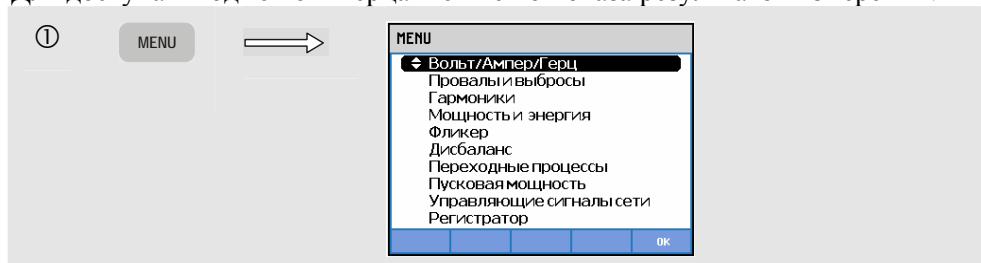 ①
MENU
MENU
Вольт/Ампер/Герц
Провалы и выбросы
Гармоники
Мощность и энергия
Фликер
Дисбаланс
Переходные процессы
Пусковая мощность
Управляющие сигналы сети
Регистратор
OK